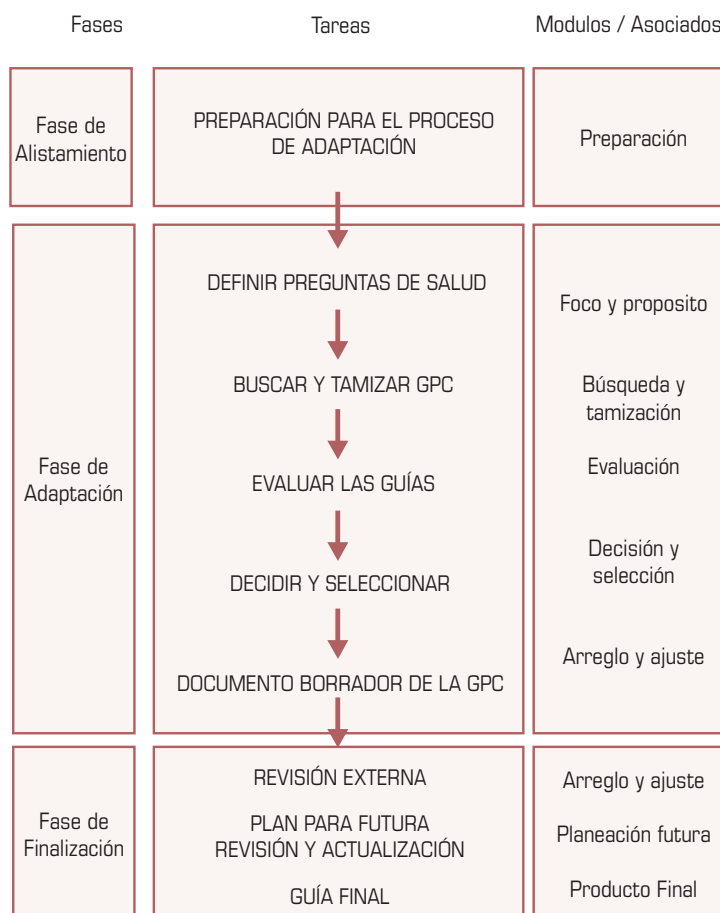 Fases
Tareas
Modulos / Asociados
Fase de
Alistamiento
PREPARACIÓN PARA EL PROCESO
DE ADAPTACIÓN
Preparación
Fase de
Adaptación
DEFINIR PREGUNTAS DE SALUD
BUSCAR Y TAMIZAR GPC
EVALUAR LAS GUÍAS
DECIDIR Y SELECCIONAR
DOCUMENTO BORRADOR DE LA GPC
Foco y proposito
Búsqueda y
tamización
Evaluación
Decisión y
selección
Arreglo y ajuste
Fase de
Finalización
REVISIÓN EXTERNA
PLAN PARA FUTURA
REVISIÓN Y ACTUALIZACIÓN
GUÍA FINAL
Arreglo y ajuste
Planeación futura
Producto Final